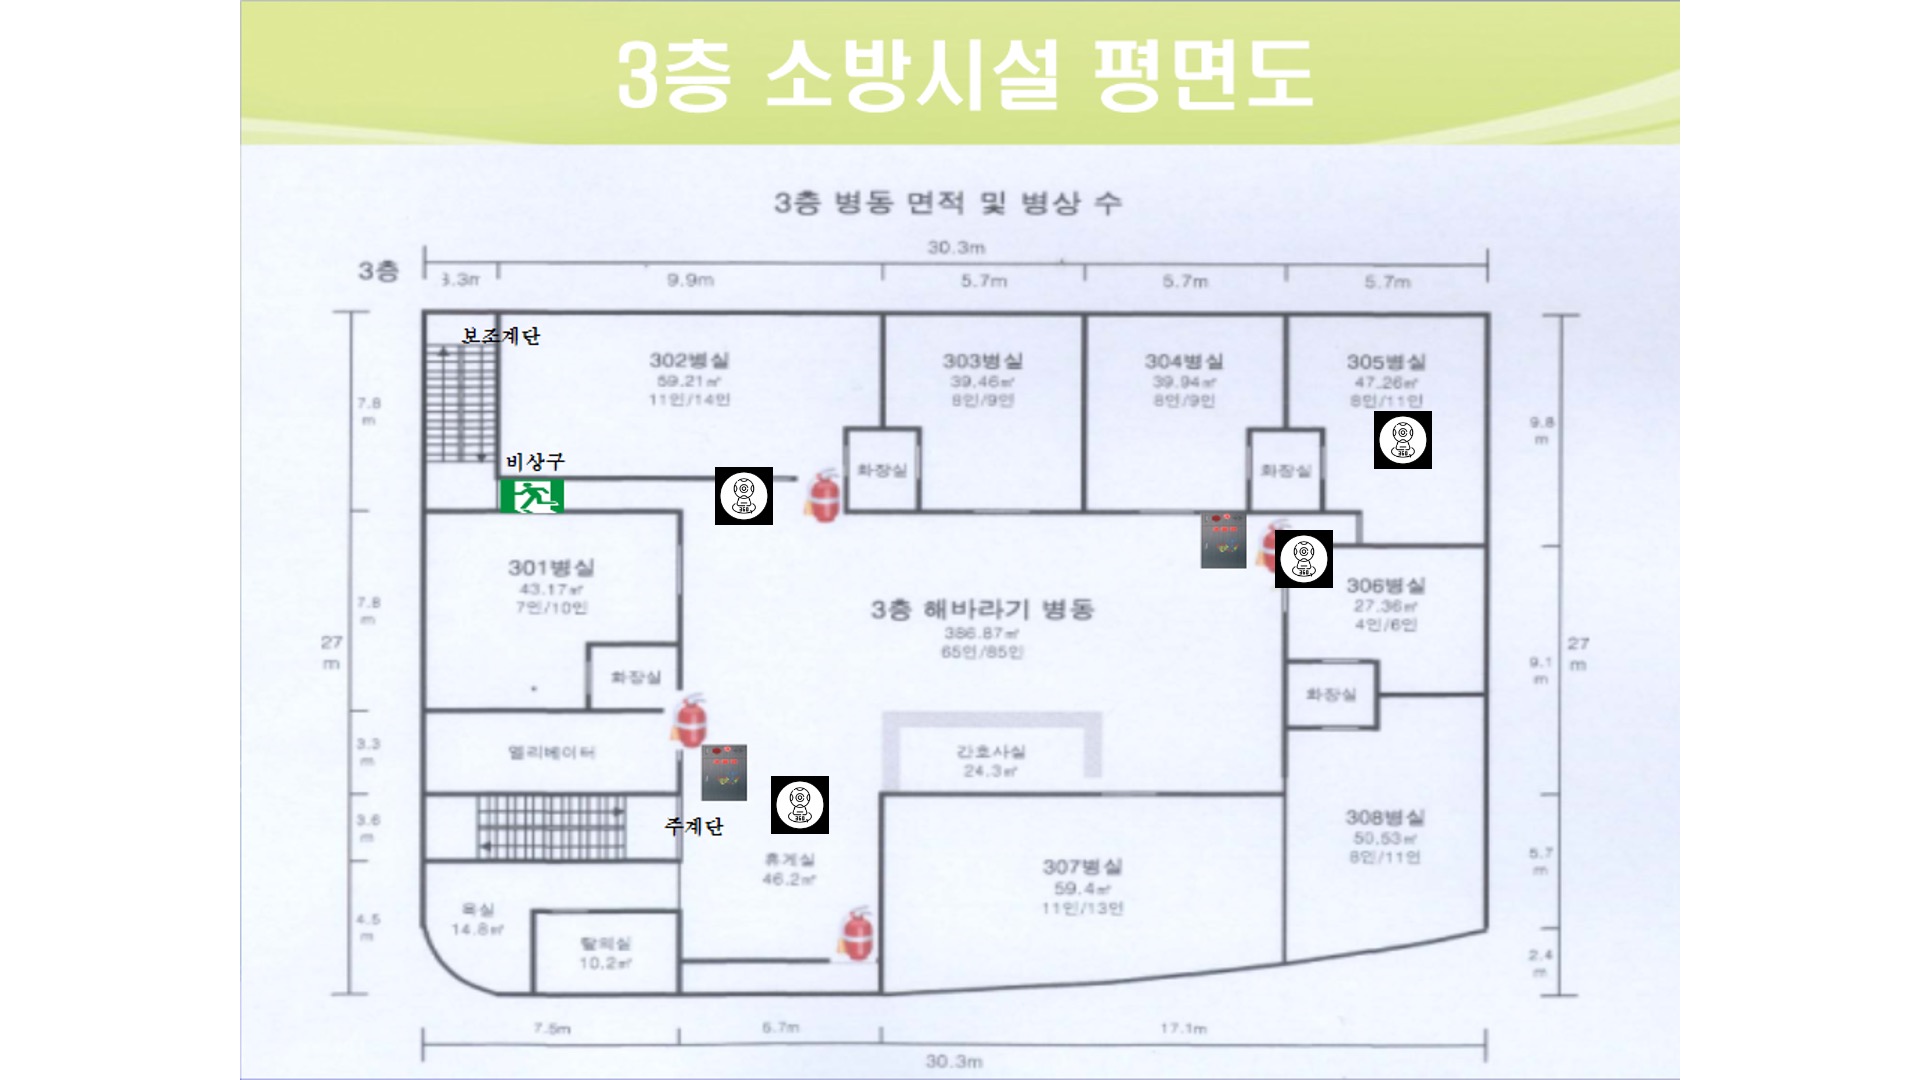 3층 소방시설 평면도
3층 병동 면적 및 병상 수
30.3m
3층
3.3m
9.9m
5.7m
5.7m
5.7m
보조계단
302병실
59.21㎡
11인/14인
303병실
39.46㎡
8인/9인
304병실
39.94㎡
8인/9인
305병실
47.26㎡
8인/11인
7.8
m
9.8
m
비상구
화장실
화장실
301병실
43.17㎡
7인/10인
7.8
m
3층 해바라기 병동
386.87㎡
65인/85인
306병실
27.36㎡
4인/6인
27
m
27
m
9.1
m
화장실
화장실
엘리베이터
3.3
m
간호사실
24.3㎡
주계단
3.6
m
휴게실
46.2㎡
307병실
59.4㎡
11인/13인
308병실
50.53㎡
8인/11인
5.7
m
욕실
14.8㎡
탈의실
10.2㎡
4.5
m
2.4
m
7.5m
6.7m
17.1m
30.3m